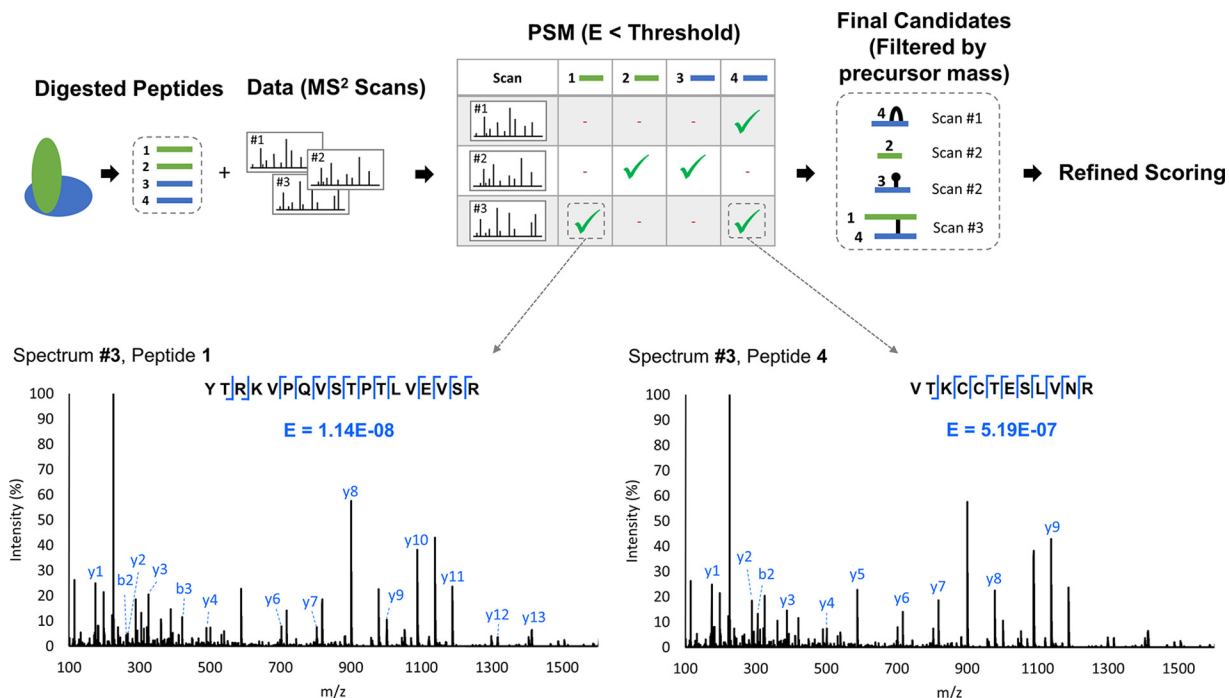 Digested Peptides
1
2
3
4
+
Data (MS² Scans)
#1
#2
#3
PSM (E < Threshold)
Scan 1 2 3 4
#1 - - -
#2 - -
#3 - -
Final Candidates
(Filtered by
precursor mass)
4 Scan #1
2 Scan #2
3 Scan #2
1
4 Scan #3
Refined Scoring
Spectrum #3, Peptide 1
Y T R K V P Q V S T P T L V E V S R
E = 1.14E-08
Intensity (%)
100
90
80
70
60
50
40
30
20
10
0
y1
b2
y2
y3
b3
y4
y6
y7
y8
y9
y10
y11
y12
y13
100 300 500 700 900 1100 1300 1500
m/z
Spectrum #3, Peptide 4
V T K C C T E S L V N R
E = 5.19E-07
Intensity (%)
100
90
80
70
60
50
40
30
20
10
0
y1
y2
b2
y3
y4
y5
y6
y7
y8
y9
100 300 500 700 900 1100 1300 1500
m/z